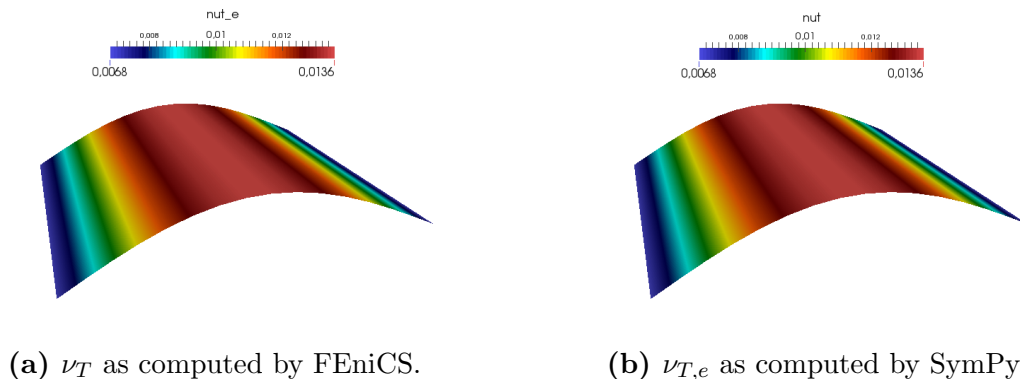 nut_e
0,008 0,01 0,012
0,0068 0,0136
nut
0,008 0,01 0,012
0,0068 0,0136
(a) ν_T as computed by FEniCS.
(b) ν_{T,e} as computed by SymPy